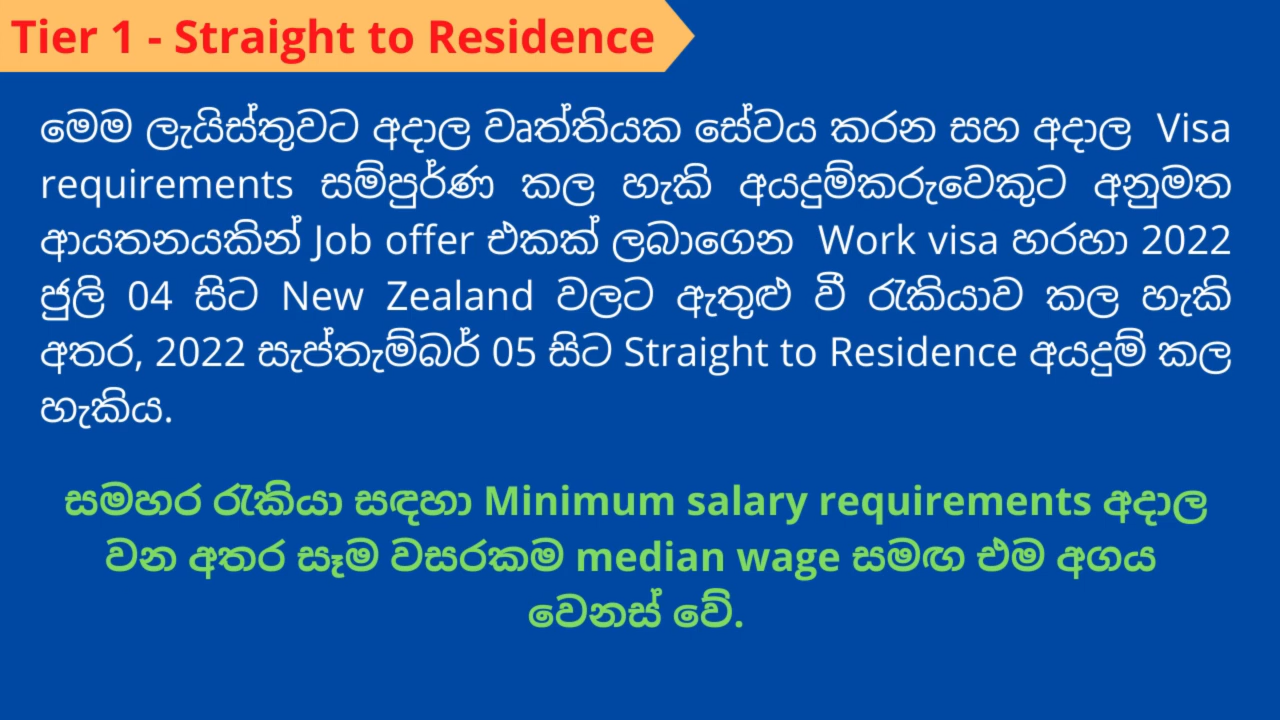 Tier 1 - Straight to Residence
මෙම ලැයිස්තුවට අදාල වෘත්තියක සේවය කරන සහ අදාල Visa
requirements සම්පුර්ණ කල හැකි අයදුම්කරුවෙකුට අනුමත
ආයතනයකින් Job offer එකක් ලබාගෙන Work visa හරහා 2022
ජුලි 04 සිට New Zealand වලට ඇතුළු වී රැකියාව කල හැකි
අතර, 2022 සැප්තැම්බර් 05 සිට Straight to Residence අයදුම් කල
හැකිය.
සමහර රැකියා සඳහා Minimum salary requirements අදාල
වන අතර සෑම වසරකම median wage සමඟ එම අගය
වෙනස් වේ.